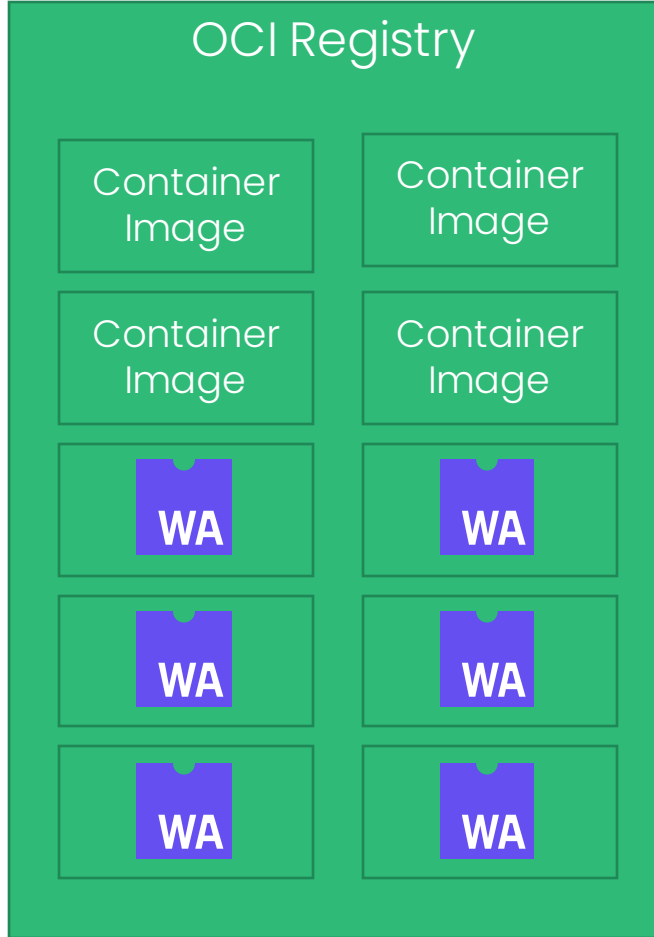 OCI Registry
Container
Image
Container
Image
Container
Image
Container
Image
WA
WA
WA
WA
WA
WA